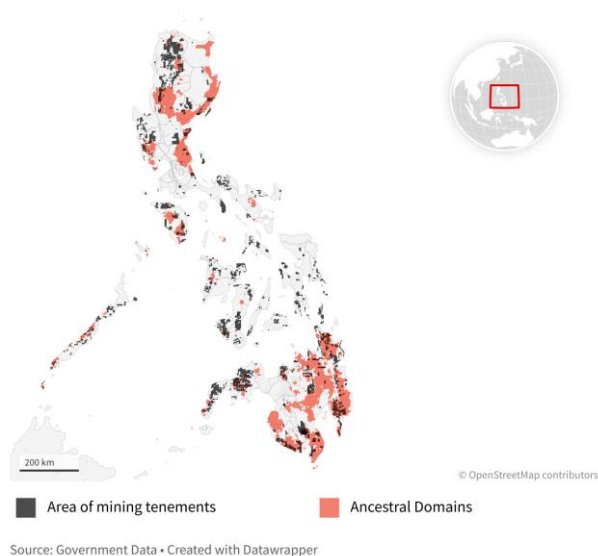 200 km
© OpenStreetMap contributors
Area of mining tenements
Ancestral Domains
Source: Government Data • Created with Datawrapper